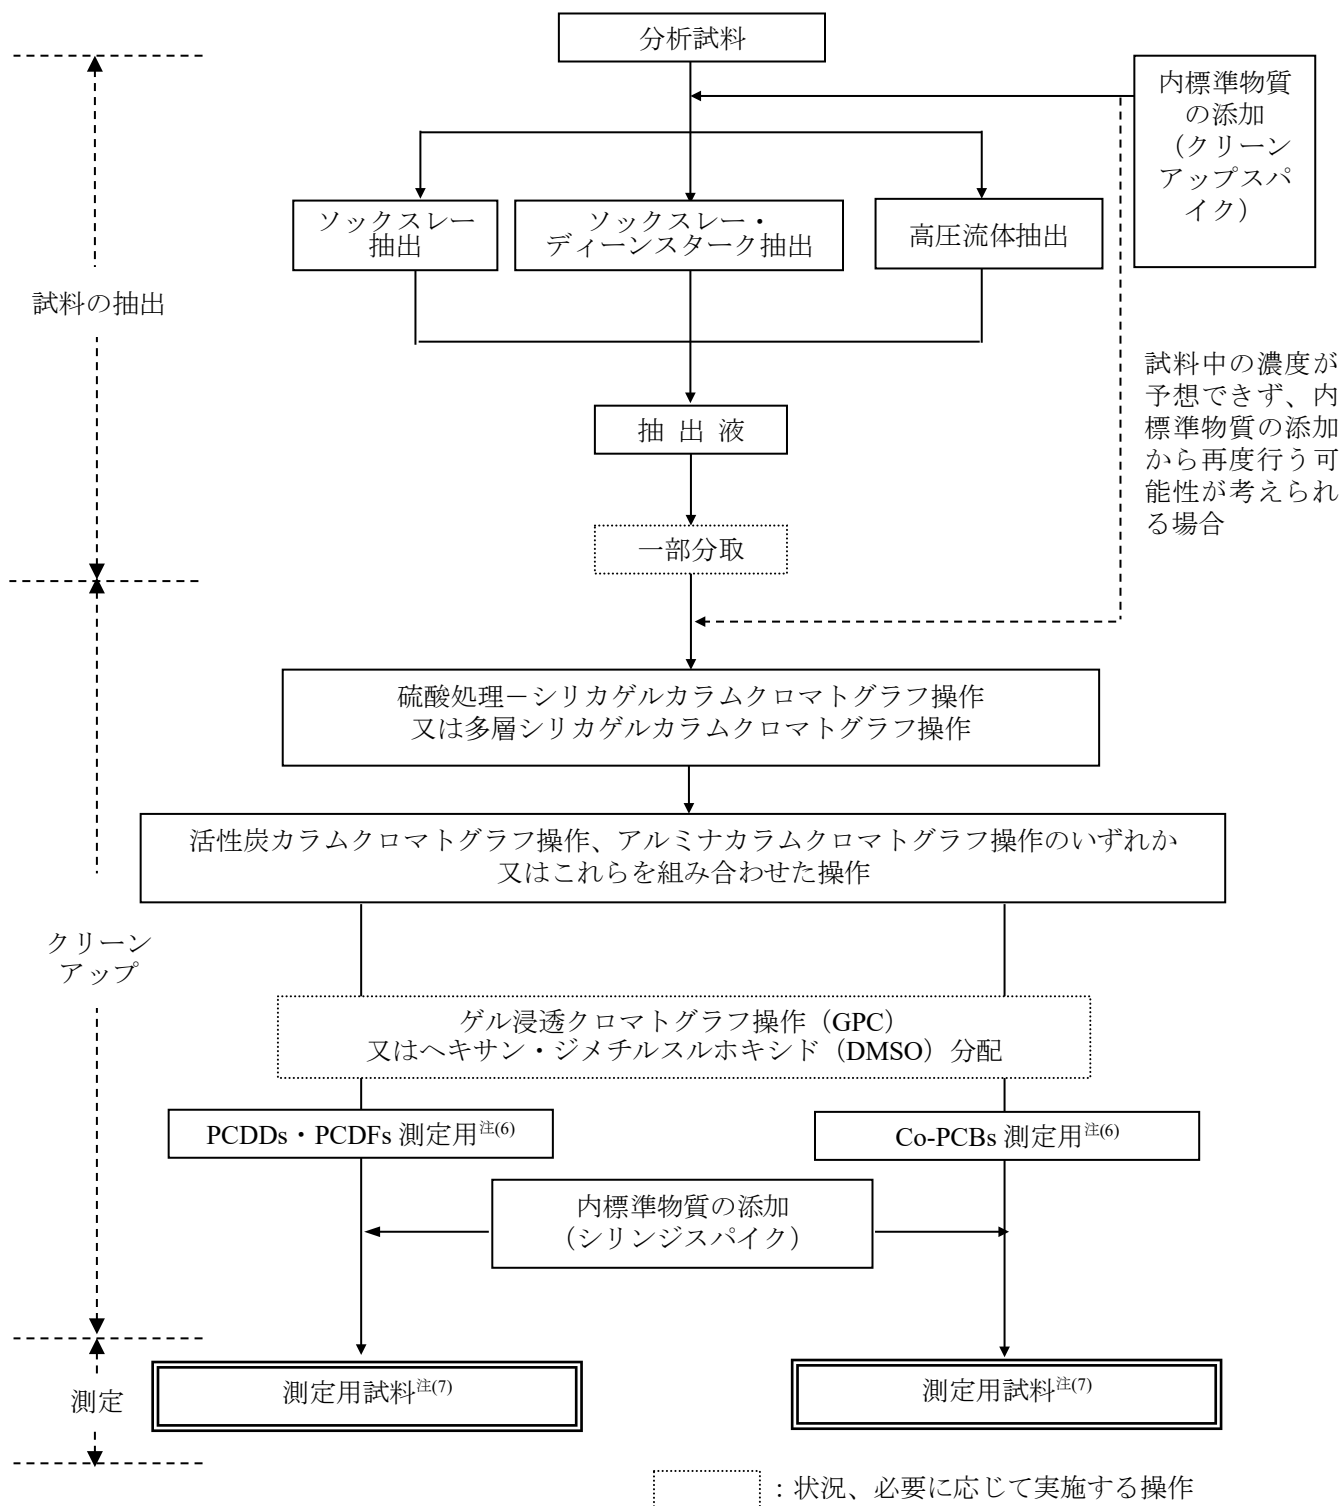 分析試料
内標準物質
の添加
（クリーン
アップスパ
イク）
ソックスレー
抽出
ソックスレー・
ディーンスターク抽出
高圧流体抽出
試料の抽出
試料中の濃度が
予想できず、内
標準物質の添加
から再度行う可
能性が考えられ
る場合
抽 出 液
一部分取
硫酸処理－シリカゲルカラムクロマトグラフ操作
又は多層シリカゲルカラムクロマトグラフ操作
活性炭カラムクロマトグラフ操作、アルミナカラムクロマトグラフ操作のいずれか
又はこれらを組み合わせた操作
クリーン
アップ
ゲル浸透クロマトグラフ操作（GPC）
又はヘキサン・ジメチルスルホキシド（DMSO）分配
PCDDs・PCDFs 測定用注(6)
Co-PCBs 測定用注(6)
内標準物質の添加
（シリンジスパイク）
測定
測定用試料注(7)
測定用試料注(7)
：状況、必要に応じて実施する操作